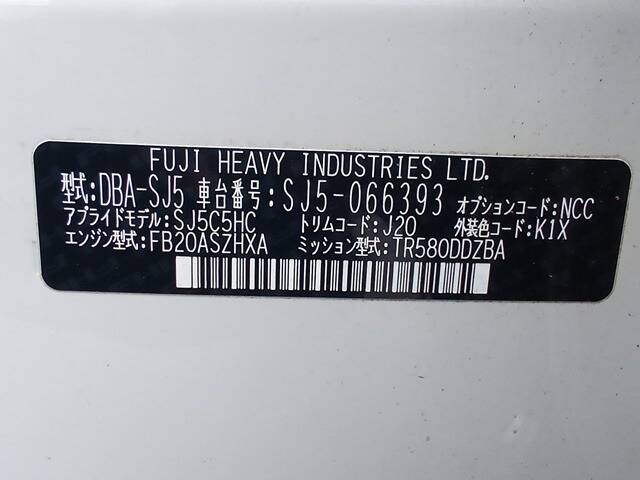 FUJI HEAVY INDUSTRIES LTD.
型式:DBA-SJ5 車台番号:SJ5-066393 オプションコード:NCC
アプライドモデル:SJ5C5HC トリムコード:J20 外装色コード:K1X
エンジン型式:FB20ASZHXA ミッション型式:TR580DDZBA